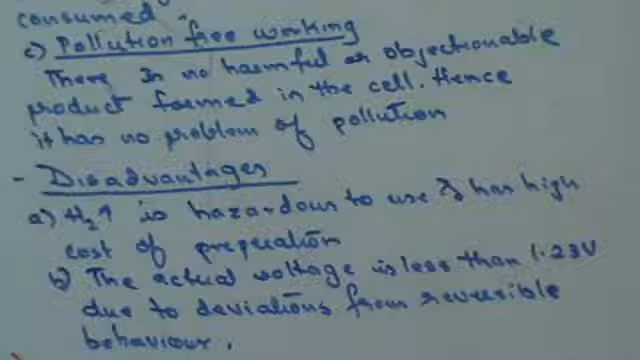 consumed
c) Pollution free working
There is no harmful or objectionable
product formed in the cell. Hence
it has no problem of pollution
- Disadvantages
a) H2↑ is hazardous to use & has high
cost of prepration
b) The actual voltage is less than 1.23V
due to deviations from reversible
behaviour.